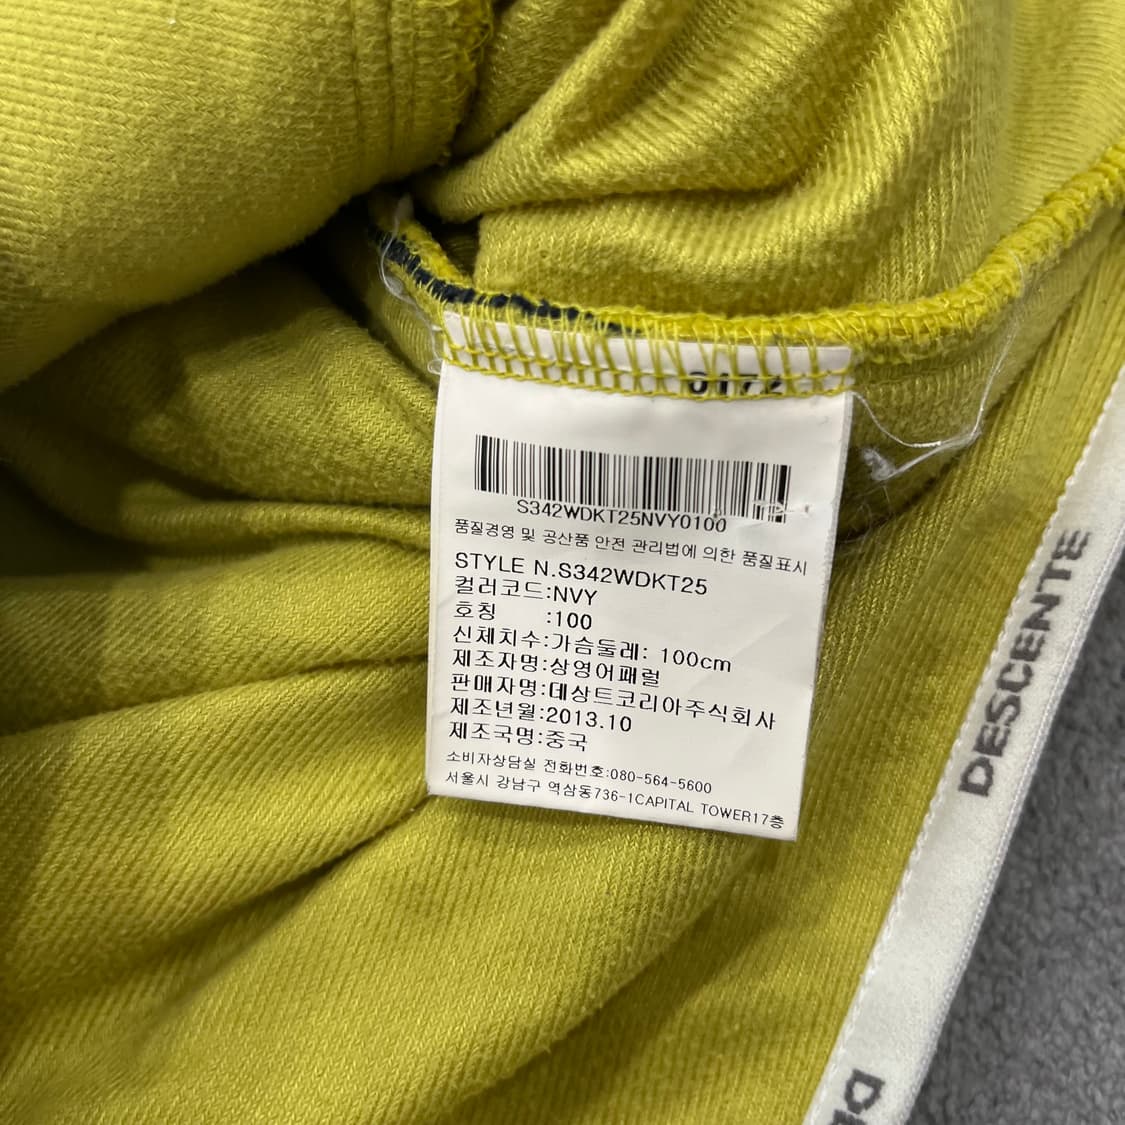 0172
S342WDKT25NVY0100
품질경영 및 공산품 안전 관리법에 의한 품질표시
STYLE N.S342WDKT25
컬러코드:NVY
호칭 :100
신체치수:가슴둘레: 100cm
제조자명:상영어패럴
판매자명:데상트코리아주식회사
제조년월:2013.10
제조국명:중국
소비자상담실 전화번호:080-564-5600
서울시 강남구 역삼동736-1CAPITAL TOWER17층
DESCENTE